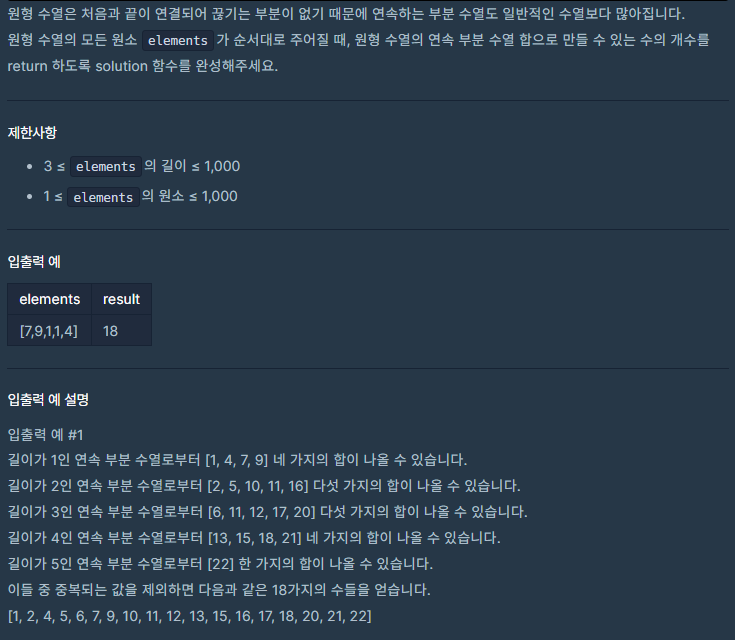 원형 수열은 처음과 끝이 연결되어 끊기는 부분이 없기 때문에 연속하는 부분 수열도 일반적인 수열보다 많아집니다.
원형 수열의 모든 원소 elements 가 순서대로 주어질 때, 원형 수열의 연속 부분 수열 합으로 만들 수 있는 수의 개수를
return 하도록 solution 함수를 완성해주세요.
제한사항
• 3 ≤ elements 의 길이 ≤ 1,000
• 1 ≤ elements 의 원소 ≤ 1,000
입출력 예
elements result
[7,9,1,1,4] 18
입출력 예 설명
입출력 예 #1
길이가 1인 연속 부분 수열로부터 [1, 4, 7, 9] 네 가지의 합이 나올 수 있습니다.
길이가 2인 연속 부분 수열로부터 [2, 5, 10, 11, 16] 다섯 가지의 합이 나올 수 있습니다.
길이가 3인 연속 부분 수열로부터 [6, 11, 12, 17, 20] 다섯 가지의 합이 나올 수 있습니다.
길이가 4인 연속 부분 수열로부터 [13, 15, 18, 21] 네 가지의 합이 나올 수 있습니다.
길이가 5인 연속 부분 수열로부터 [22] 한 가지의 합이 나올 수 있습니다.
이들 중 중복되는 값을 제외하면 다음과 같은 18가지의 수들을 얻습니다.
[1, 2, 4, 5, 6, 7, 9, 10, 11, 12, 13, 15, 16, 17, 18, 20, 21, 22]